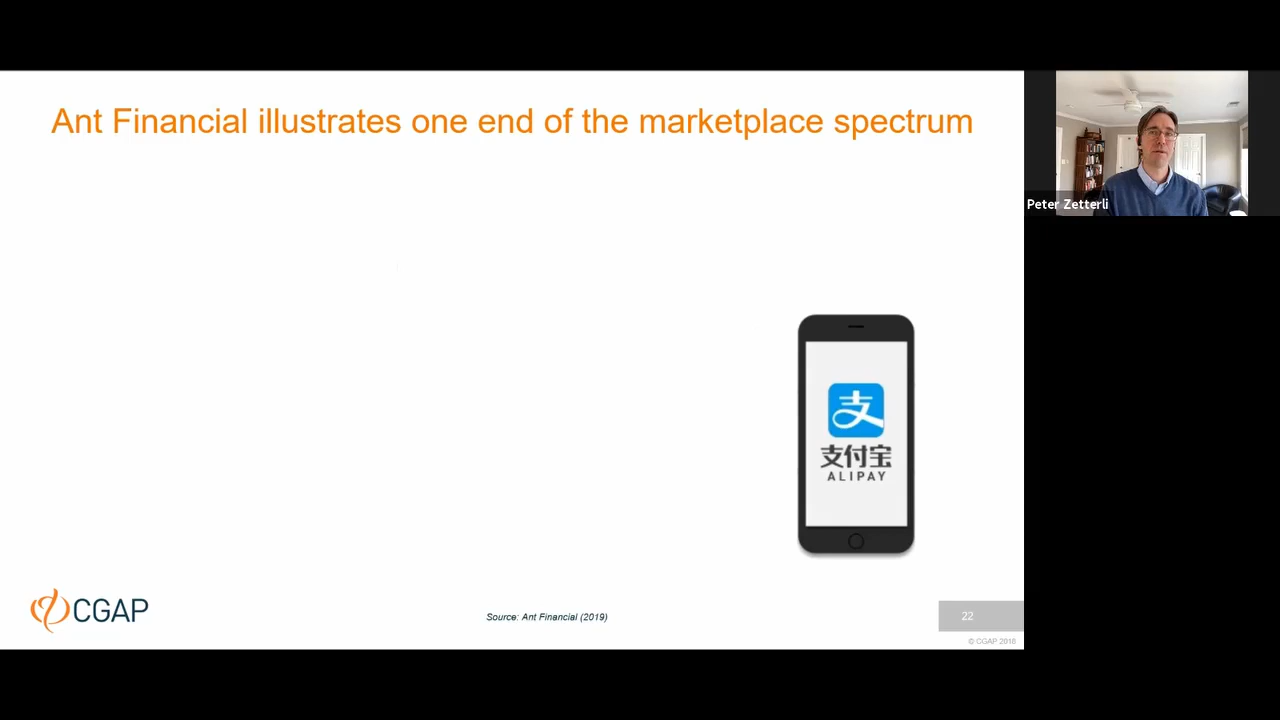 Ant Financial illustrates one end of the marketplace spectrum
Peter Zetterli
支
支付宝
ALIPAY
CGAP
Source: Ant Financial (2019)
22
© CGAP 2018